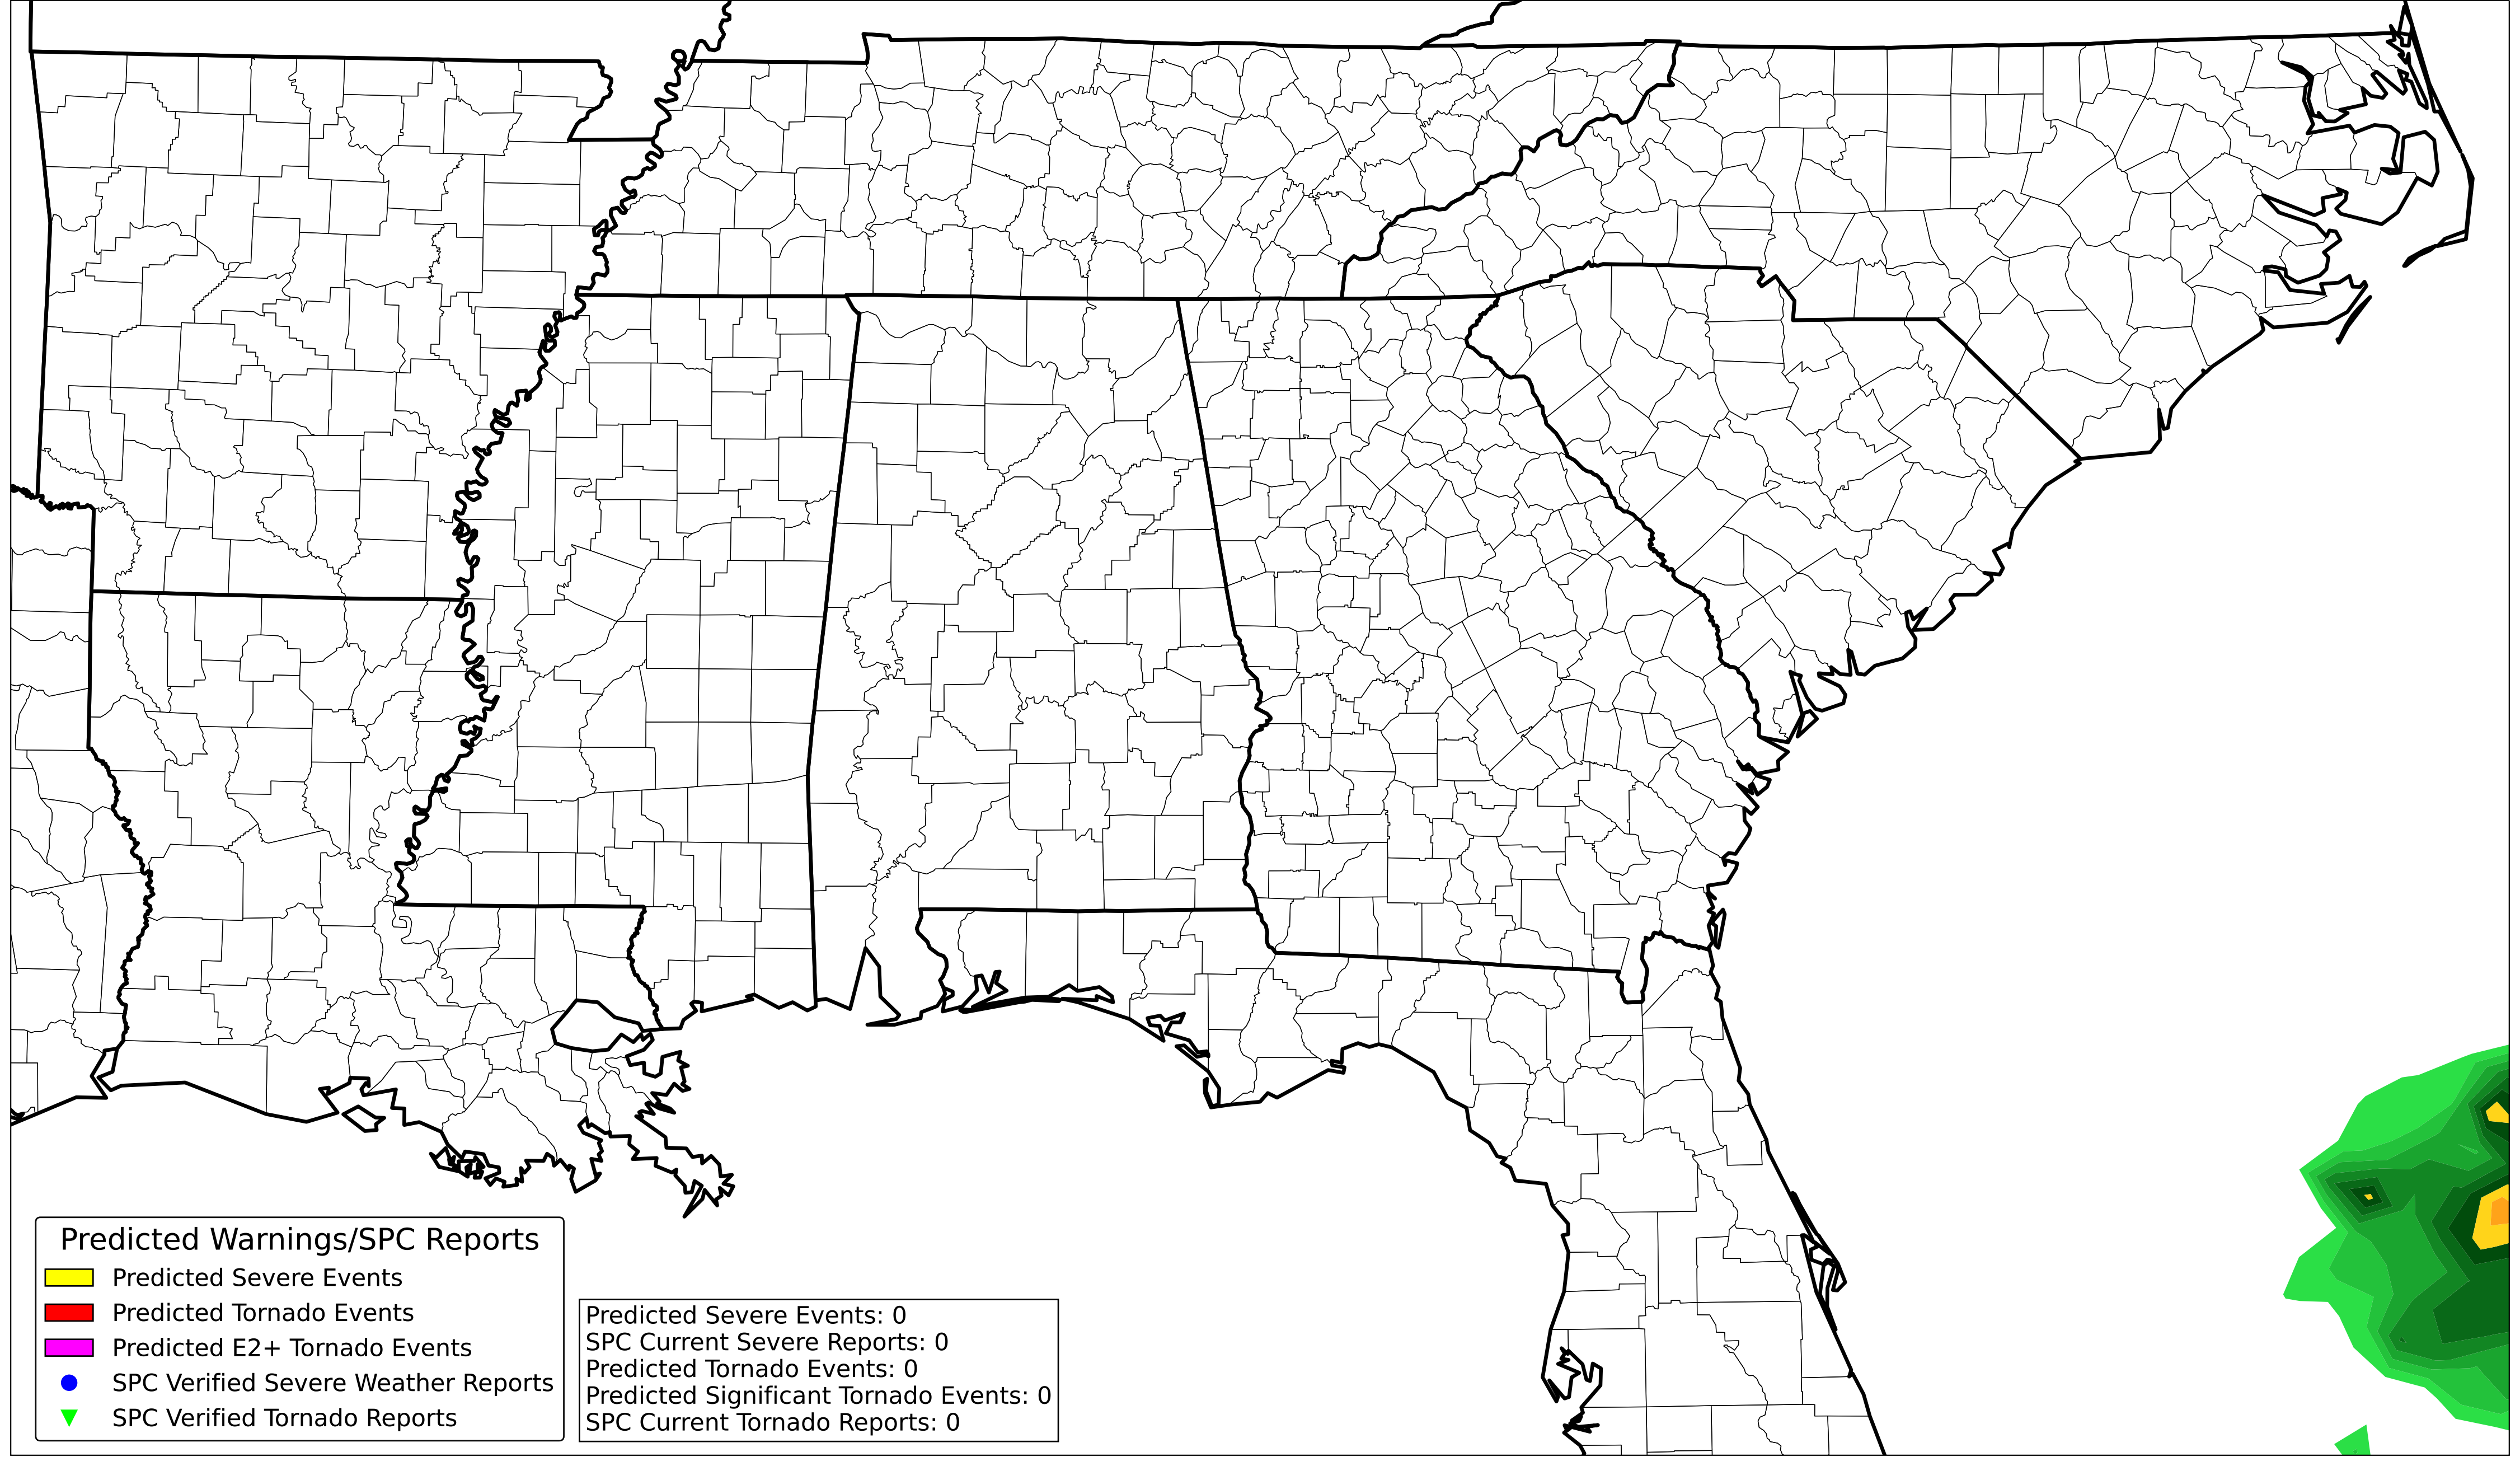 Predicted Warnings/SPC Reports
Predicted Severe Events
Predicted Tornado Events
Predicted E2+ Tornado Events
SPC Verified Severe Weather Reports
SPC Verified Tornado Reports
Predicted Severe Events: 0
SPC Current Severe Reports: 0
Predicted Tornado Events: 0
Predicted Significant Tornado Events: 0
SPC Current Tornado Reports: 0